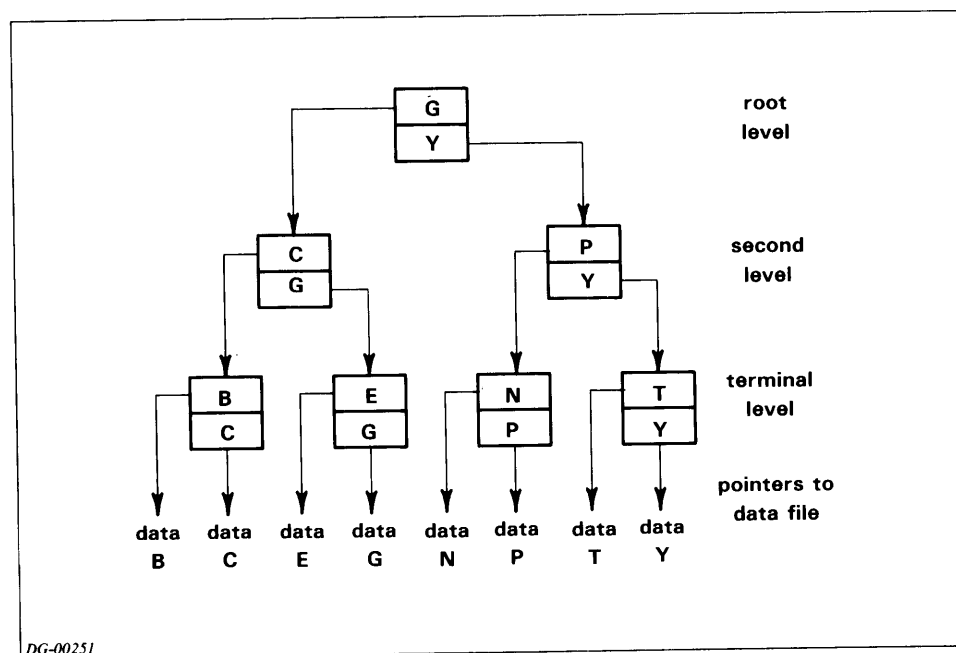 G
Y
root
level
C
G
P
Y
second
level
B
C
E
G
N
P
T
Y
terminal
level
pointers to
data file
data data data data data data data data
B C E G N P T Y
DG-00251